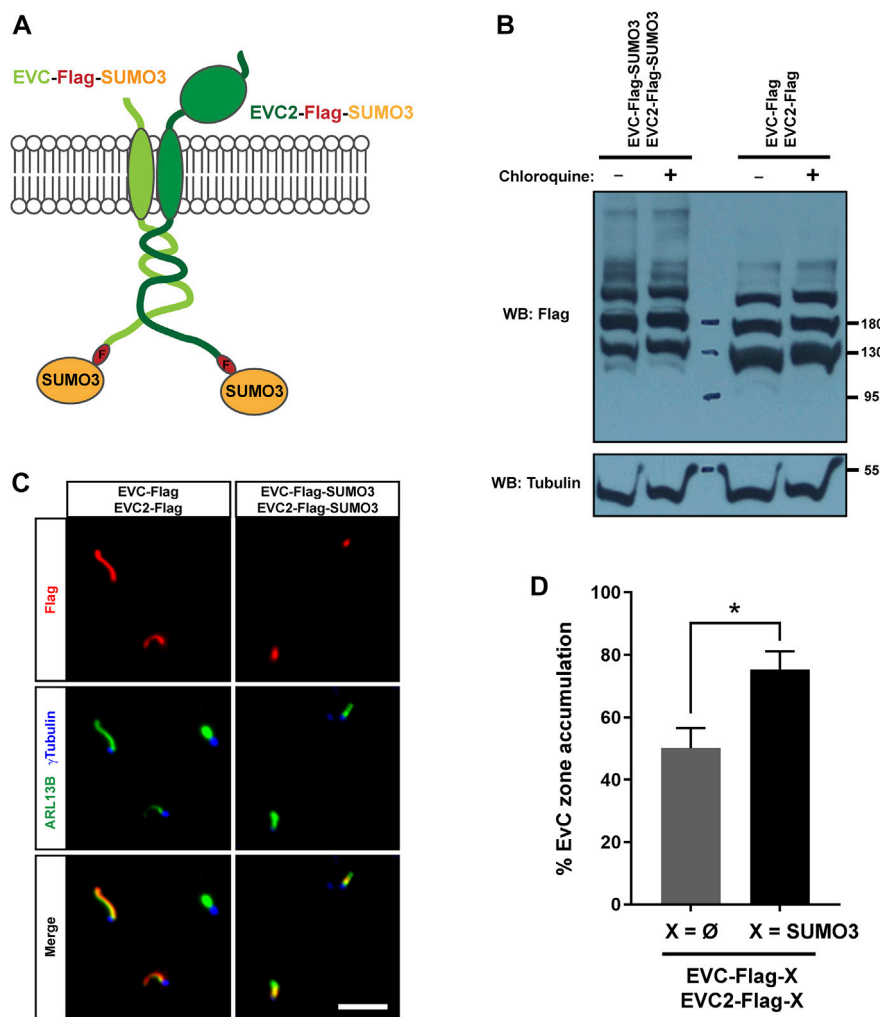 A
EVC-Flag-SUMO3
EVC2-Flag-SUMO3
F
F
SUMO3
SUMO3
B
EVC-Flag-SUMO3
EVC2-Flag-SUMO3
EVC-Flag
EVC2-Flag
Chloroquine: – + – +
WB: Flag
180
130
95
WB: Tubulin
55
C
EVC-Flag
EVC2-Flag
EVC-Flag-SUMO3
EVC2-Flag-SUMO3
Flag
ARL13B γTubulin
Merge
D
*
% EvC zone accumulation
100
80
60
40
20
0
X = Ø X = SUMO3
EVC-Flag-X
EVC2-Flag-X